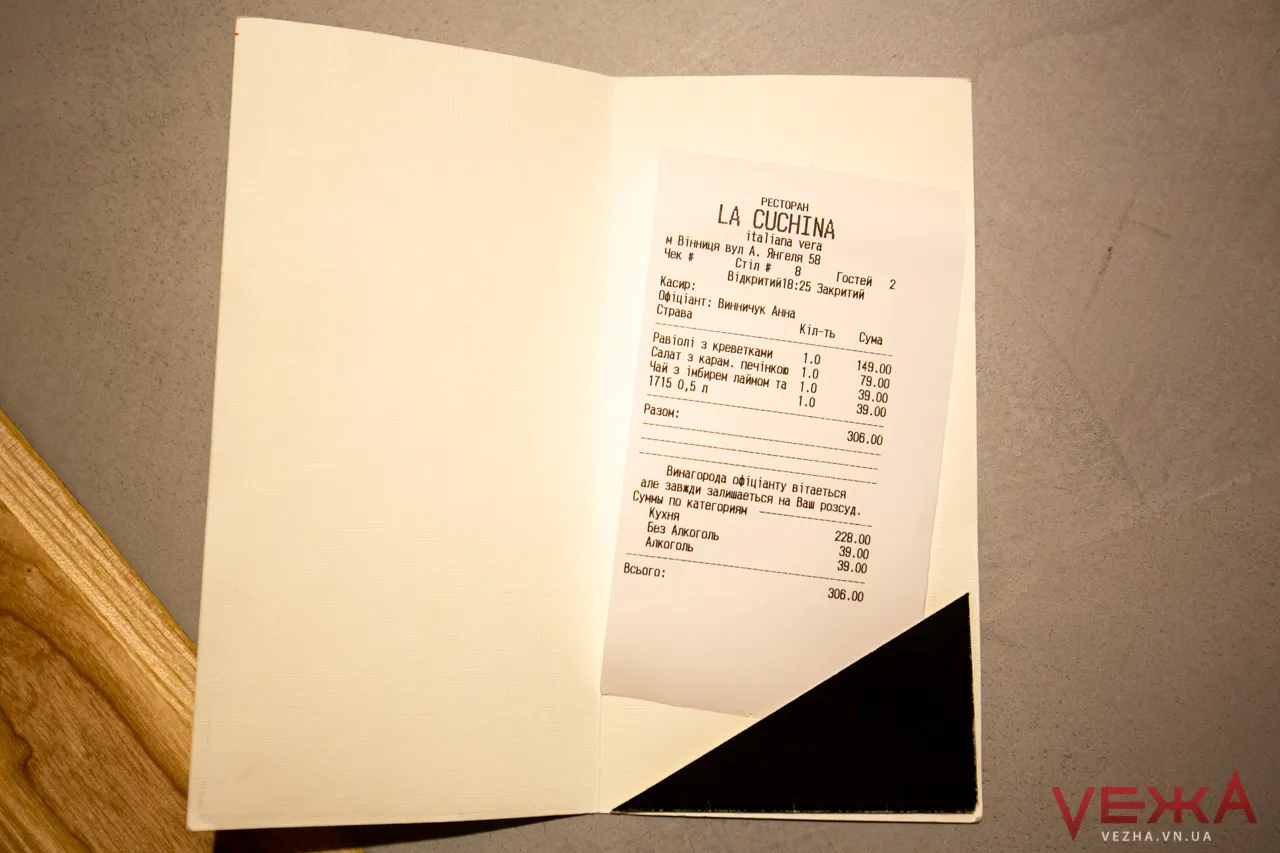 РЕСТОРАН
LA CUCHINA
italiana vera
м Вінниця вул А. Янгеля 58
Чек # Стіл # 8 Гостей 2
Відкритий18:25 Закритий
Касир:
Офіціант: Винничук Анна
Страва Кіл-ть Сума
Равіолі з креветками 1.0 149.00
Салат з карам. печінкою 1.0 79.00
Чай з імбирем лаймом та 1.0 39.00
1715 0,5 л 1.0 39.00
Разом: 306.00
Винагорода офіціанту вітається
але завжди залишаеться на Ваш розсуд.
Суммы по категориям
Кухня 228.00
Без Алкоголь 39.00
Алкоголь 39.00
Всього: 306.00
VЕЖА
VEZHA.VN.UA